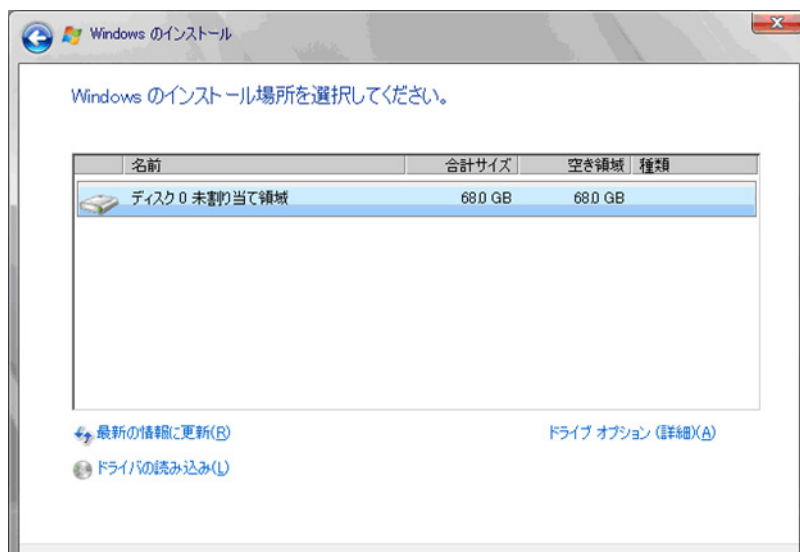 Windows のインストール
Windows のインストール場所を選択してください。
名前 合計サイズ 空き領域 種類
ディスク 0 未割り当て領域 68.0 GB 68.0 GB
最新の情報に更新(R) ドライブ オプション (詳細)(A)
ドライバの読み込み(L)